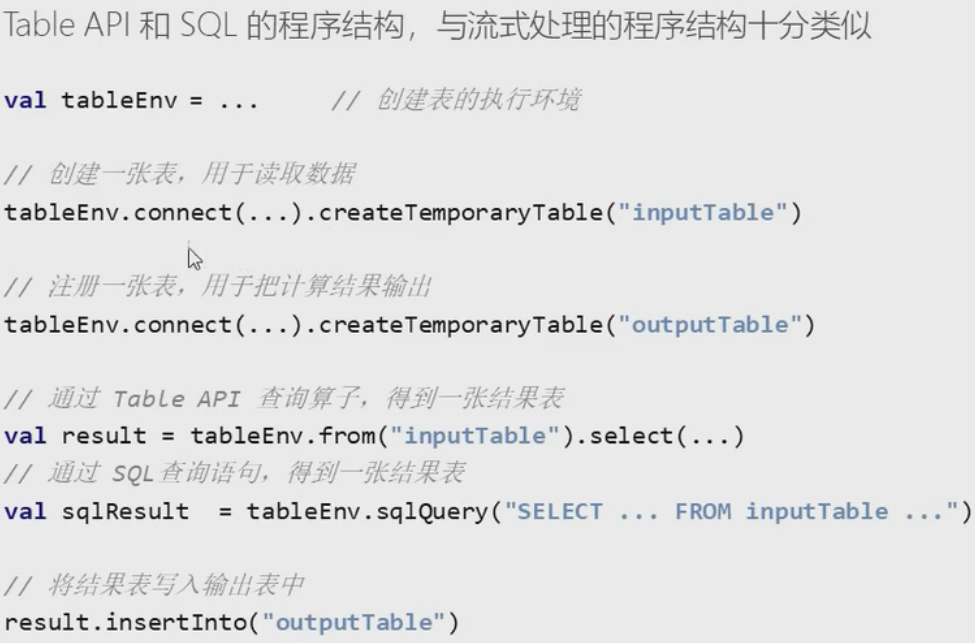 Table API 和 SQL 的程序结构，与流式处理的程序结构十分类似
val tableEnv = ...     // 创建表的执行环境
// 创建一张表，用于读取数据
tableEnv.connect(...).createTemporaryTable("inputTable")
// 注册一张表，用于把计算结果输出
tableEnv.connect(...).createTemporaryTable("outputTable")
// 通过 Table API 查询算子，得到一张结果表
val result = tableEnv.from("inputTable").select(...)
// 通过 SQL查询语句，得到一张结果表
val sqlResult  = tableEnv.sqlQuery("SELECT ... FROM inputTable ...")
// 将结果表写入输出表中
result.insertInto("outputTable")